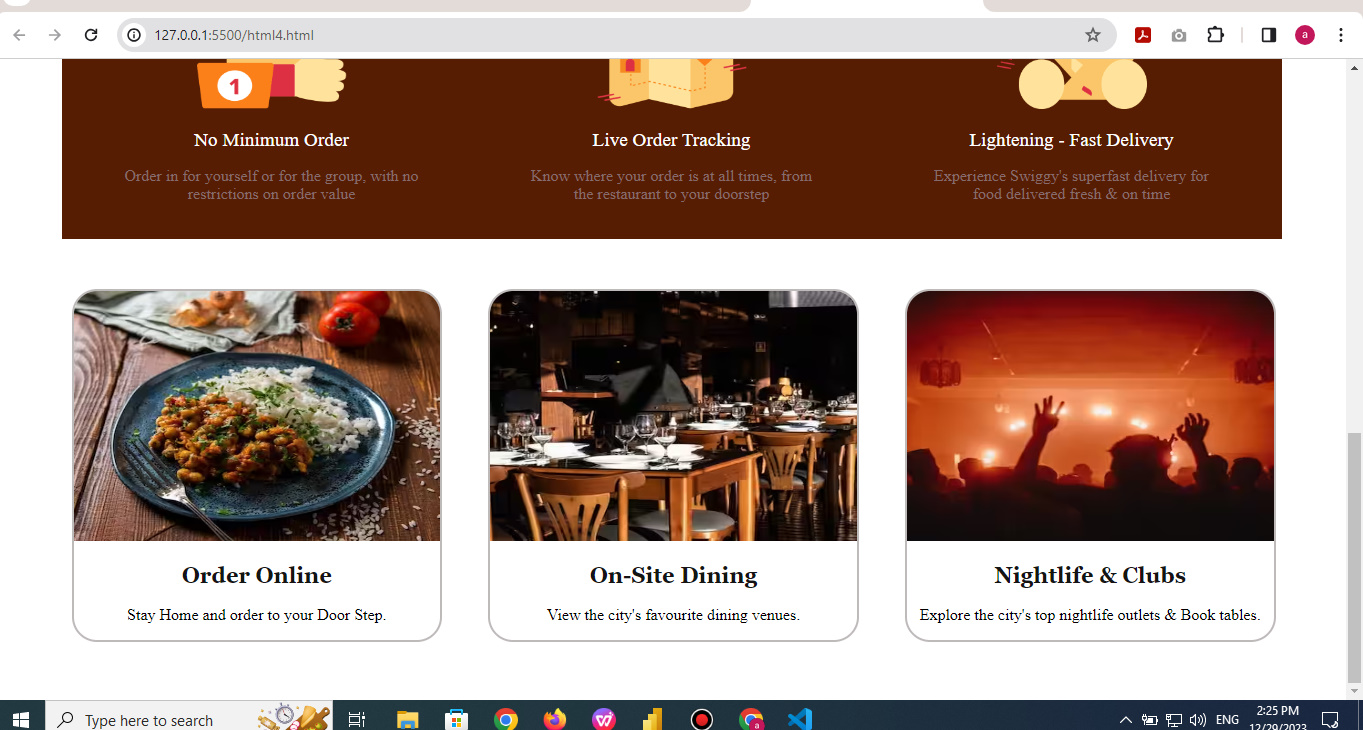 127.0.0.1:5500/html4.html
a
1
No Minimum Order
Order in for yourself or for the group, with no
restrictions on order value
Live Order Tracking
Know where your order is at all times, from
the restaurant to your doorstep
Lightening - Fast Delivery
Experience Swiggy's superfast delivery for
food delivered fresh & on time
Order Online
Stay Home and order to your Door Step.
On-Site Dining
View the city's favourite dining venues.
Nightlife & Clubs
Explore the city's top nightlife outlets & Book tables.
Type here to search
a
ENG
2:25 PM
12/29/2023